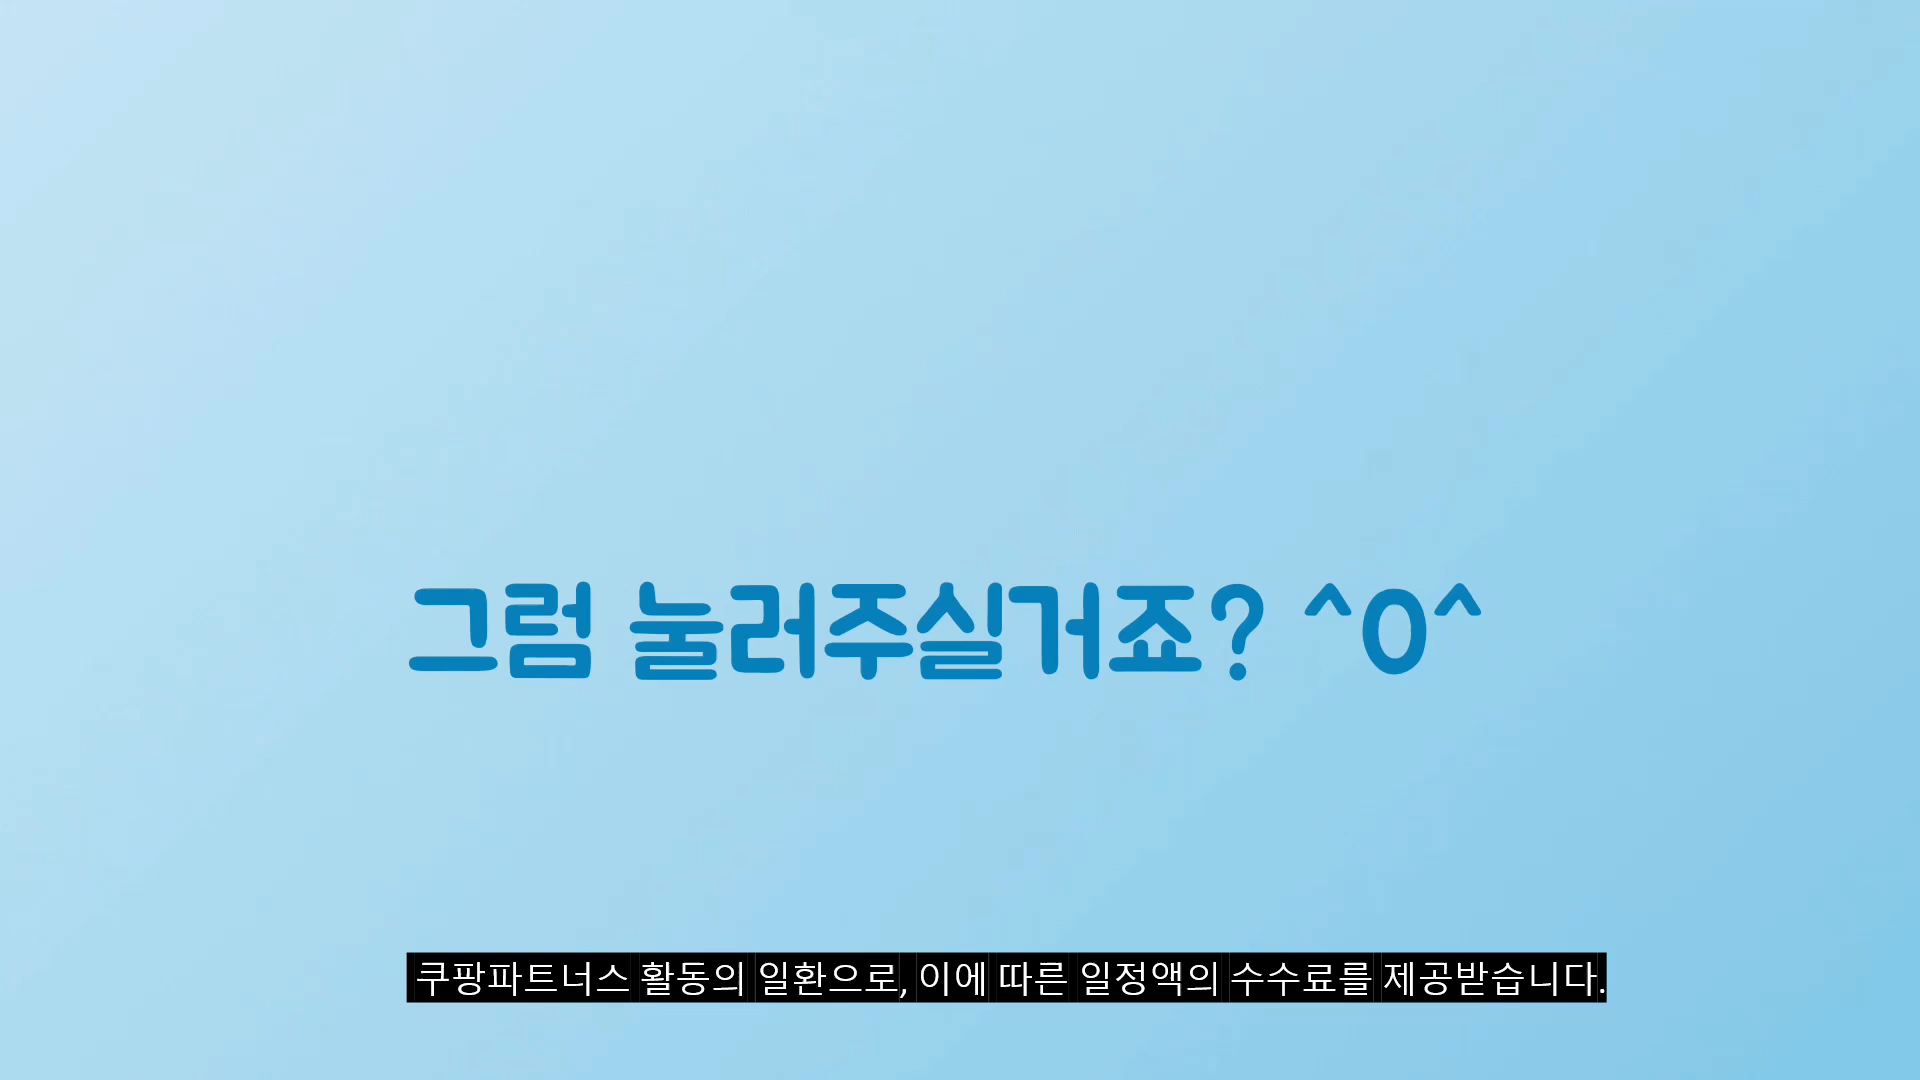 그럼 눌러주실거죠? ^0^
쿠팡파트너스 활동의 일환으로, 이에 따른 일정액의 수수료를 제공받습니다.